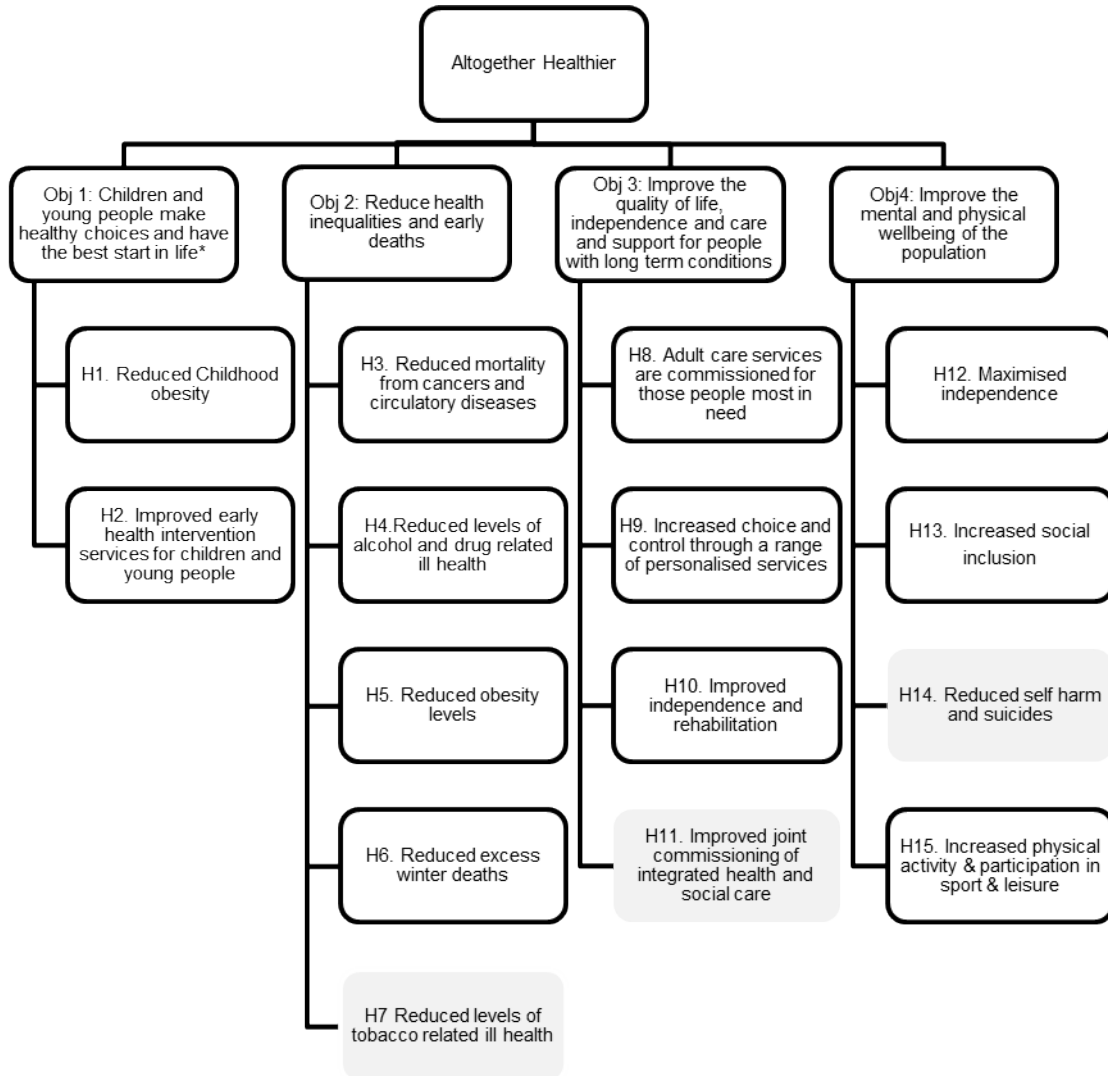 Altogether Healthier
Obj 1: Children and
young people make
healthy choices and have
the best start in life*
Obj 2: Reduce health
inequalities and early
deaths
Obj 3: Improve the
quality of life,
independence and care
and support for people
with long term conditions
Obj4: Improve the
mental and physical
wellbeing of the
population
H1. Reduced Childhood
obesity
H2. Improved early
health intervention
services for children and
young people
H3. Reduced mortality
from cancers and
circulatory diseases
H4.Reduced levels of
alcohol and drug related
ill health
H5. Reduced obesity
levels
H6. Reduced excess
winter deaths
H7 Reduced levels of
tobacco related ill health
H8. Adult care services
are commissioned for
those people most in
need
H9. Increased choice and
control through a range
of personalised services
H10. Improved
independence and
rehabilitation
H11. Improved joint
commissioning of
integrated health and
social care
H12. Maximised
independence
H13. Increased social
inclusion
H14. Reduced self harm
and suicides
H15. Increased physical
activity & participation in
sport & leisure